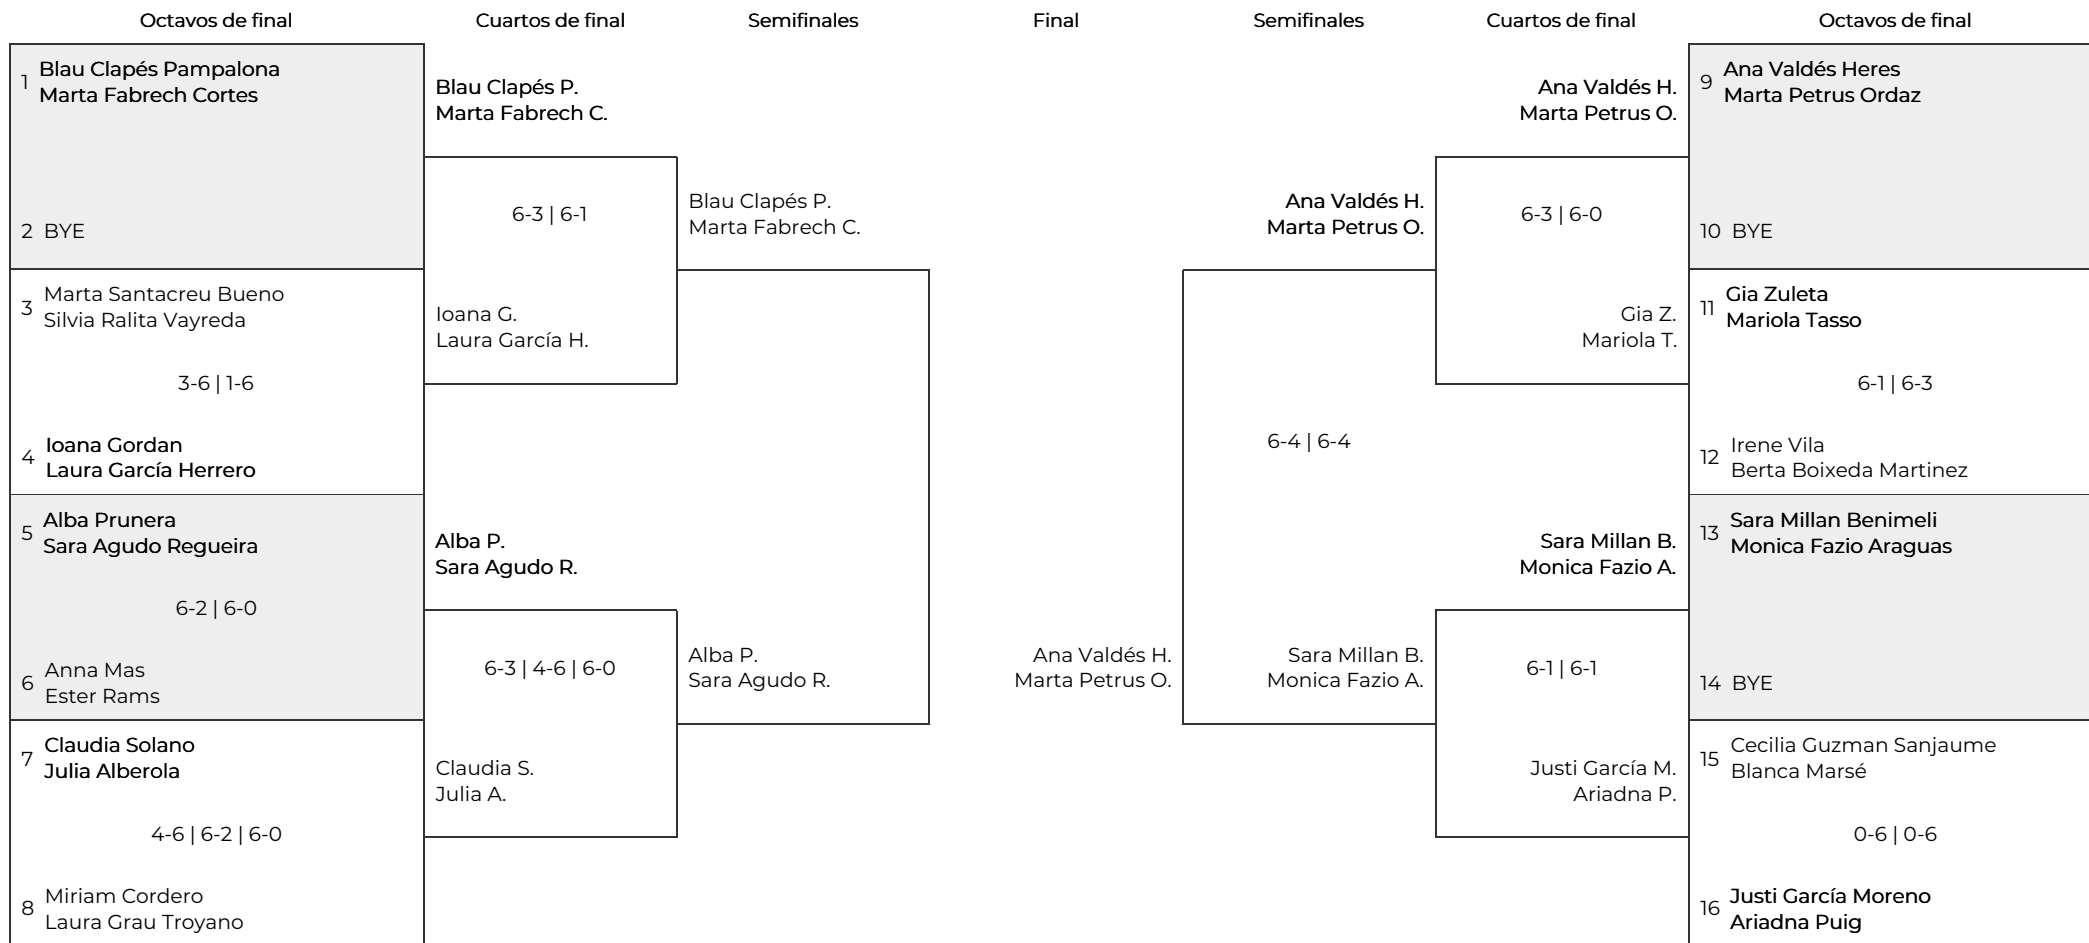 Octavos de final
Cuartos de final
Semifinales
Final
Semifinales
Cuartos de final
Octavos de final
1 Blau Clapés Pampalona
Marta Fabrech Cortes
2 BYE
3 Marta Santacreu Bueno
Silvia Ralita Vayreda
3-6 | 1-6
4 Ioana Gordan
Laura García Herrero
5 Alba Prunera
Sara Agudo Regueira
6-2 | 6-0
6 Anna Mas
Ester Rams
7 Claudia Solano
Julia Alberola
4-6 | 6-2 | 6-0
8 Miriam Cordero
Laura Grau Troyano
Blau Clapés P.
Marta Fabrech C.
6-3 | 6-1
Ioana G.
Laura García H.
Alba P.
Sara Agudo R.
6-3 | 4-6 | 6-0
Claudia S.
Julia A.
Blau Clapés P.
Marta Fabrech C.
Alba P.
Sara Agudo R.
Ana Valdés H.
Marta Petrus O.
Ana Valdés H.
Marta Petrus O.
6-4 | 6-4
Sara Millan B.
Monica Fazio A.
Ana Valdés H.
Marta Petrus O.
6-3 | 6-0
Gia Z.
Mariola T.
Sara Millan B.
Monica Fazio A.
6-1 | 6-1
Justi García M.
Ariadna P.
9 Ana Valdés Heres
Marta Petrus Ordaz
10 BYE
11 Gia Zuleta
Mariola Tasso
6-1 | 6-3
12 Irene Vila
Berta Boixeda Martinez
13 Sara Millan Benimeli
Monica Fazio Araguas
14 BYE
15 Cecilia Guzman Sanjaume
Blanca Marsé
0-6 | 0-6
16 Justi García Moreno
Ariadna Puig